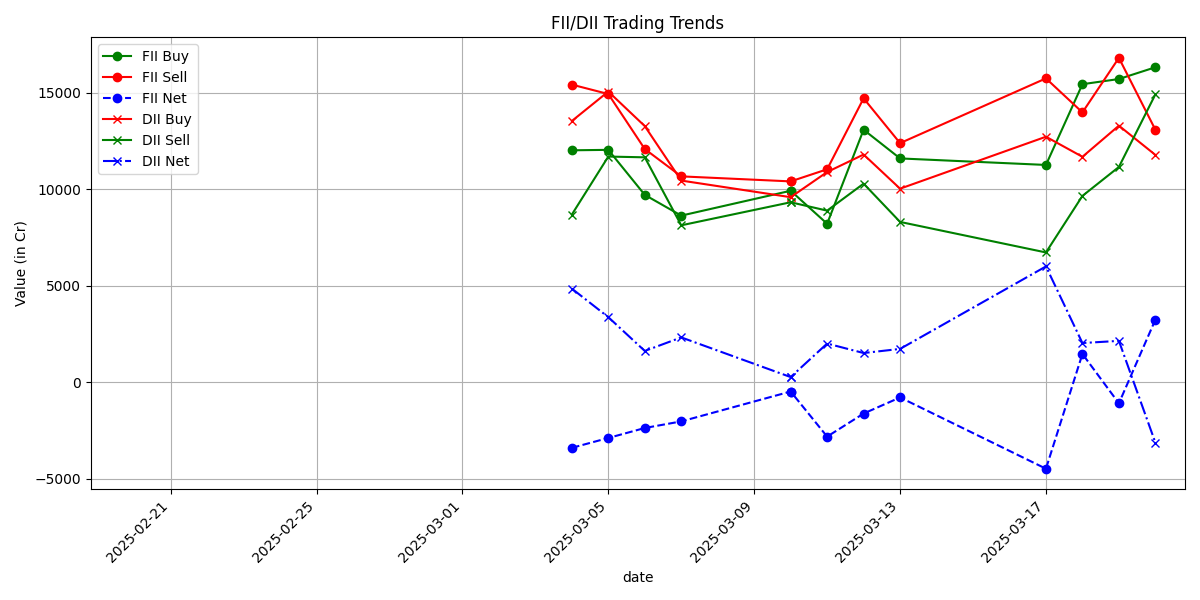 FII/DII Trading Trends
FII Buy
FII Sell
FII Net
DII Buy
DII Sell
DII Net
Value (in Cr)
15000
10000
5000
0
−5000
2025-02-21
2025-02-25
2025-03-01
2025-03-05
2025-03-09
2025-03-13
2025-03-17
date